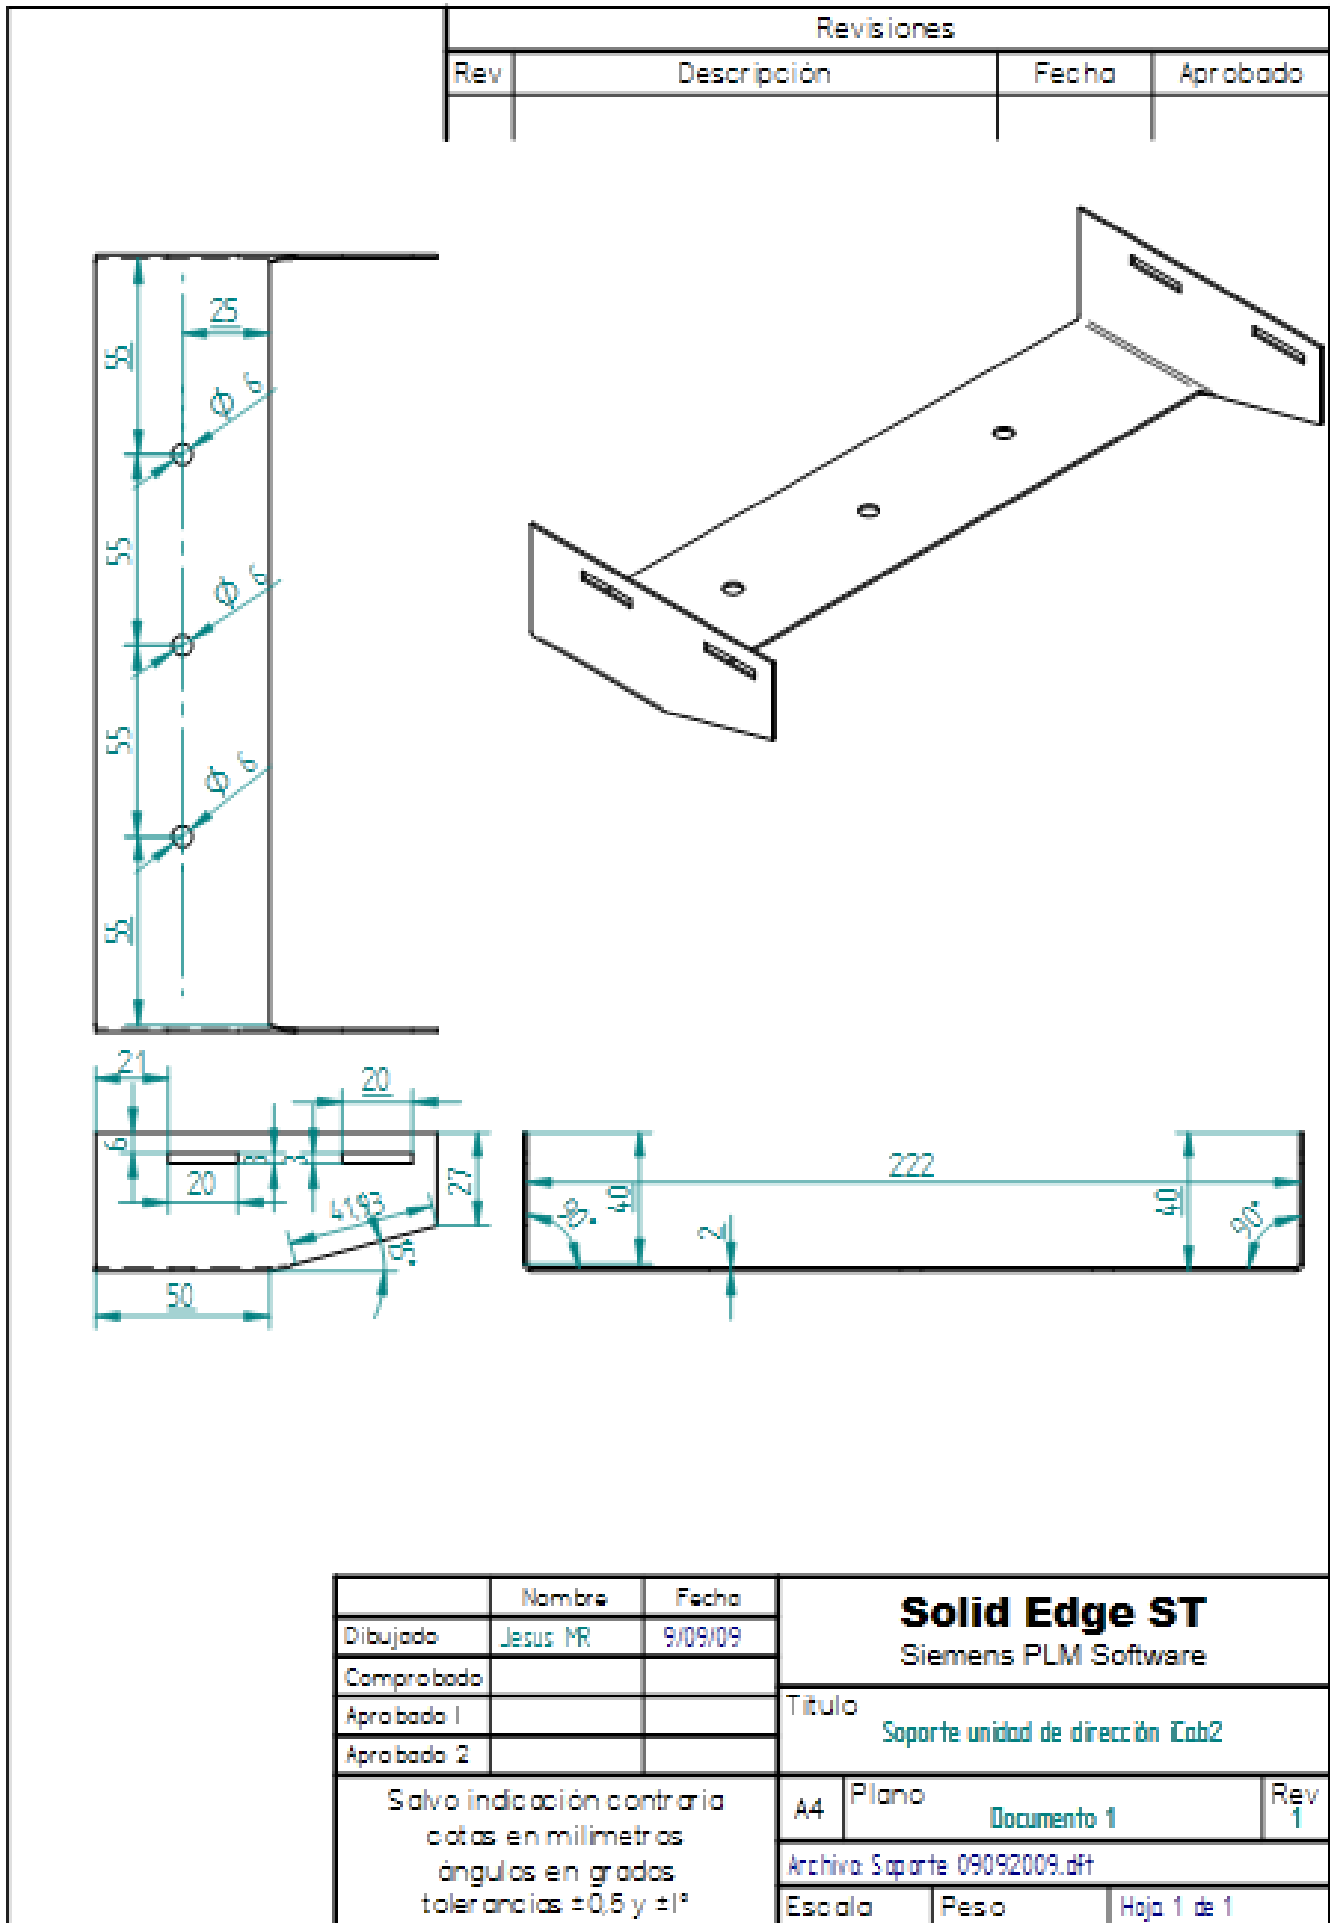 Revisiones
Rev Descripción Fecha Aprobado
25
Ø 6
55
Ø 6
55
Ø 6
21
20
6
3
3
20
41,93
27
50
222
40
2
40
90°
Nombre Fecha
Dibujado Jesus MR 9/09/09
Comprobado
Aprobado 1
Aprobado 2
Solid Edge ST
Siemens PLM Software
Título
Soporte unidad de dirección iCab2
Salvo indicación contraria
cotas en milímetros
ángulos en grados
tolerancias ±0,5 y ±1°
A4 Plano Rev
Documento 1 1
Archivo: Soporte 09092009.dft
Escala Peso Hoja 1 de 1